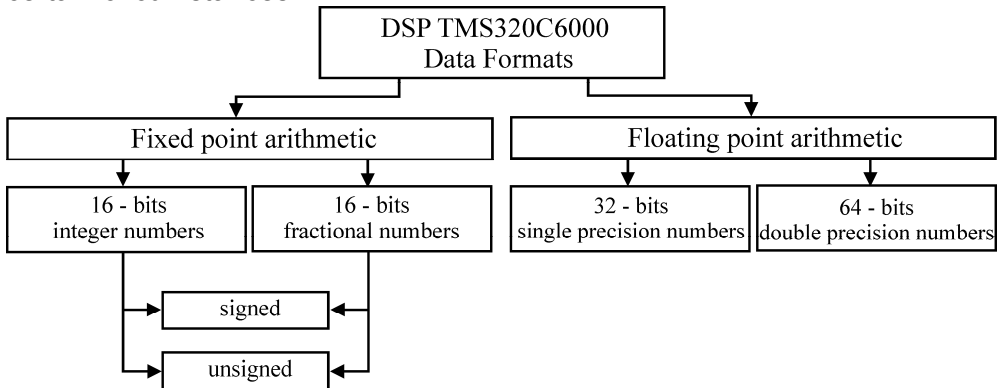 DSP TMS320C6000
Data Formats
Fixed point arithmetic
Floating point arithmetic
16 - bits
integer numbers
16 - bits
fractional numbers
32 - bits
single precision numbers
64 - bits
double precision numbers
signed
unsigned